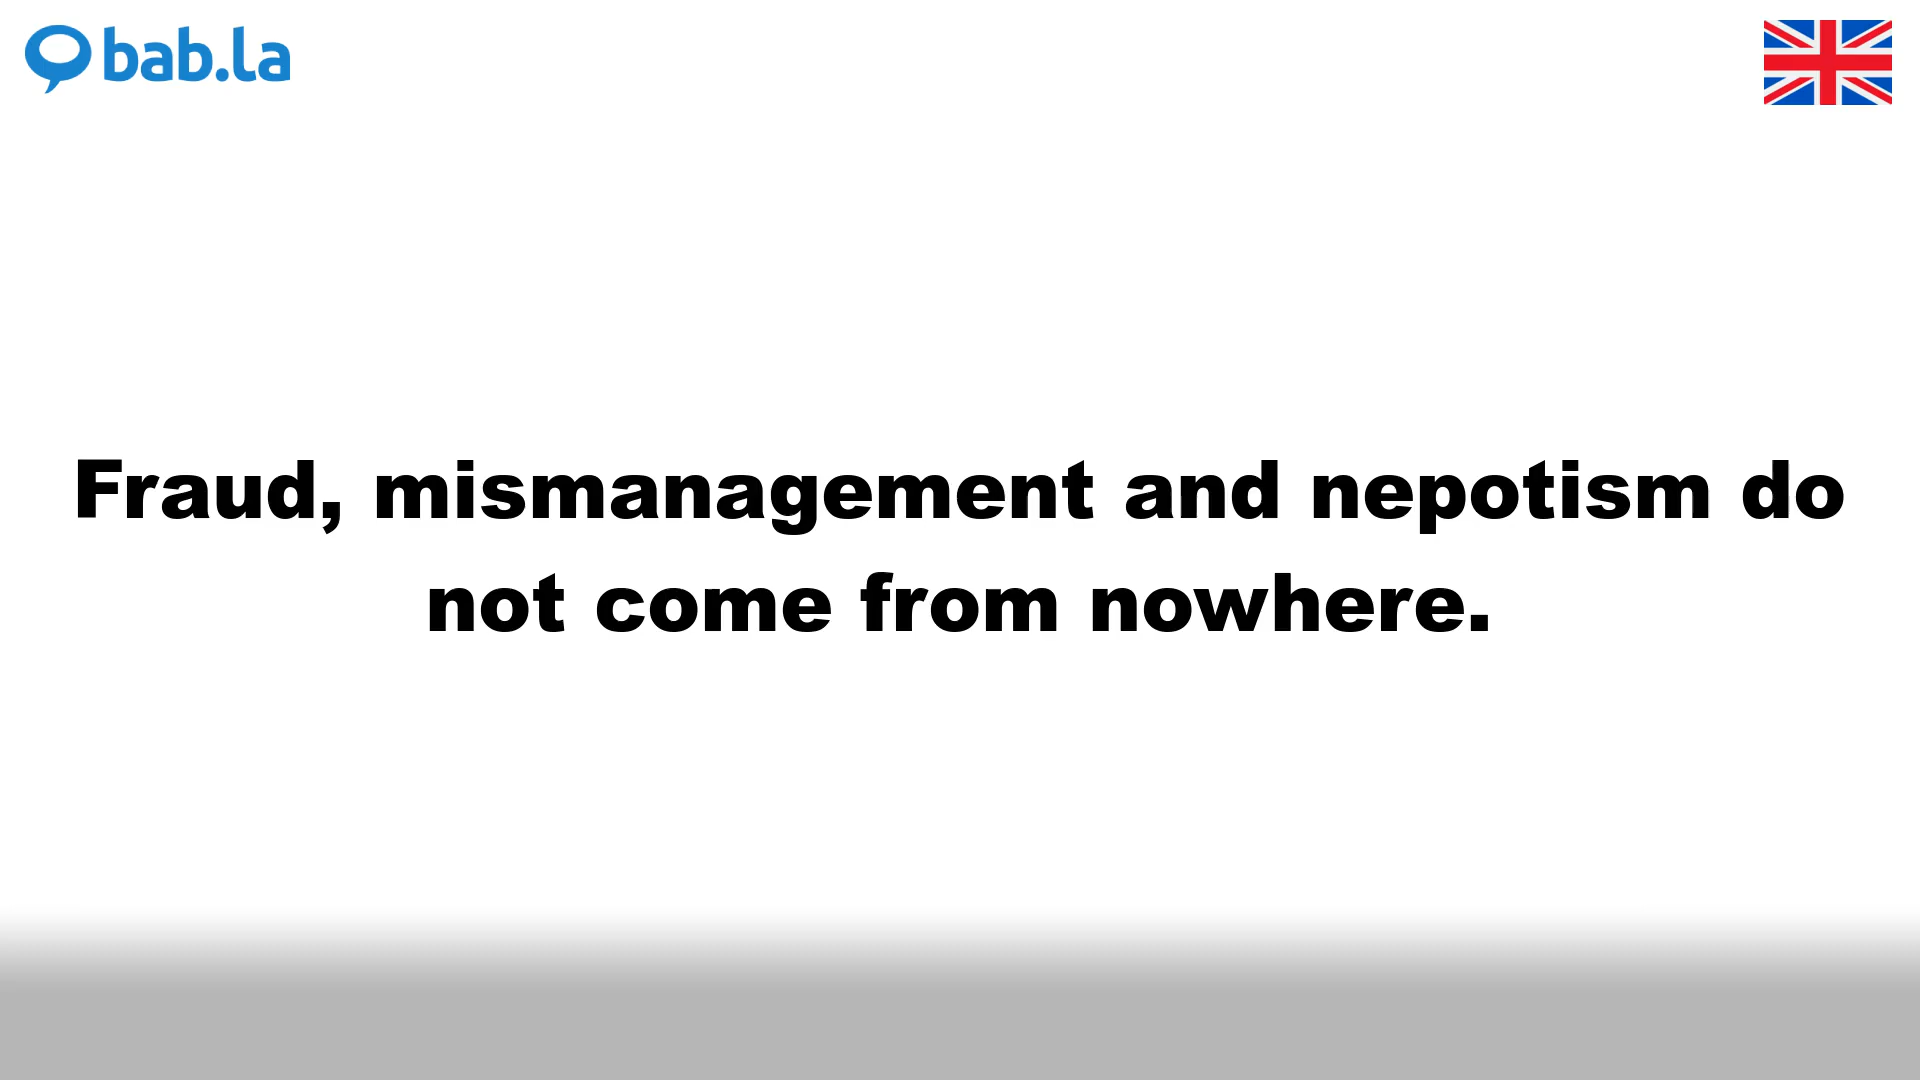 bab.la
Fraud, mismanagement and nepotism do
not come from nowhere.